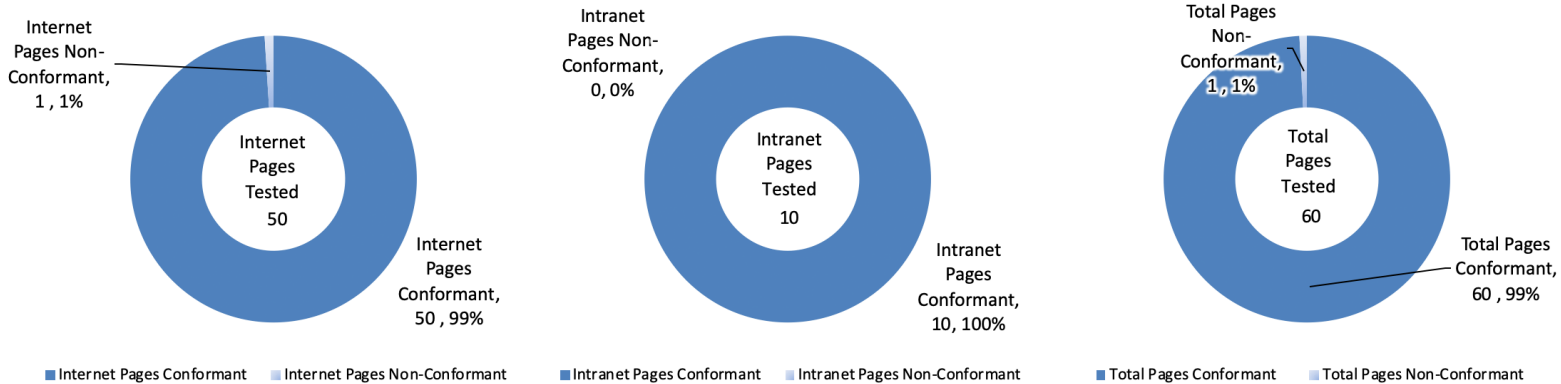 Internet
Pages Non-
Conformant,
1 , 1%
Internet
Pages
Tested
50
Internet
Pages
Conformant,
50 , 99%
Internet Pages Conformant
Internet Pages Non-Conformant
Intranet
Pages Non-
Conformant,
0, 0%
Intranet
Pages
Tested
10
Intranet
Pages
Conformant,
10, 100%
Intranet Pages Conformant
Intranet Pages Non-Conformant
Total Pages
Non-
Conformant,
1 , 1%
Total
Pages
Tested
60
Total Pages
Conformant,
60 , 99%
Total Pages Conformant
Total Pages Non-Conformant